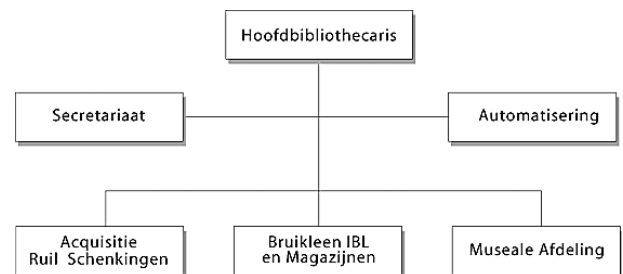 Hoofdbibliothecaris
Secretariaat
Automatisering
Acquisitie
Ruil Schenkingen
Bruikleen IBL
en Magazijnen
Museale Afdeling